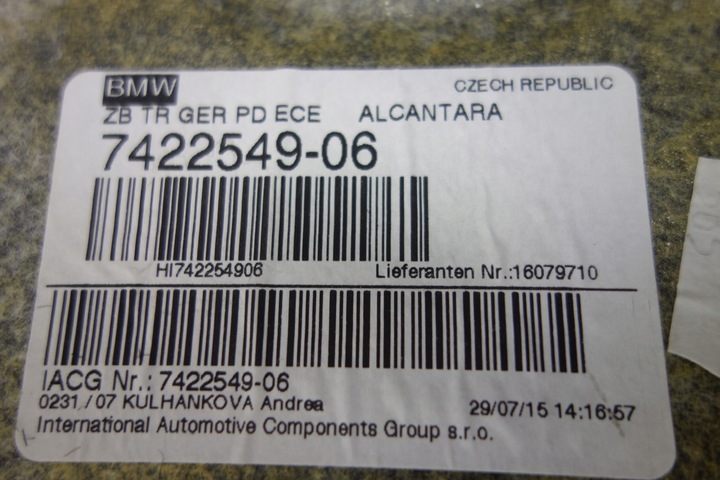 BMW CZECH REPUBLIC
ZB TR GER PD ECE ALCANTARA
7422549-06
HI742254906 Lieferanten Nr.:16079710
IACG Nr.: 7422549-06
0231 / 07 KULHANKOVA Andrea 29/07/15 14:16:57
International Automotive Components Group s.r.o.